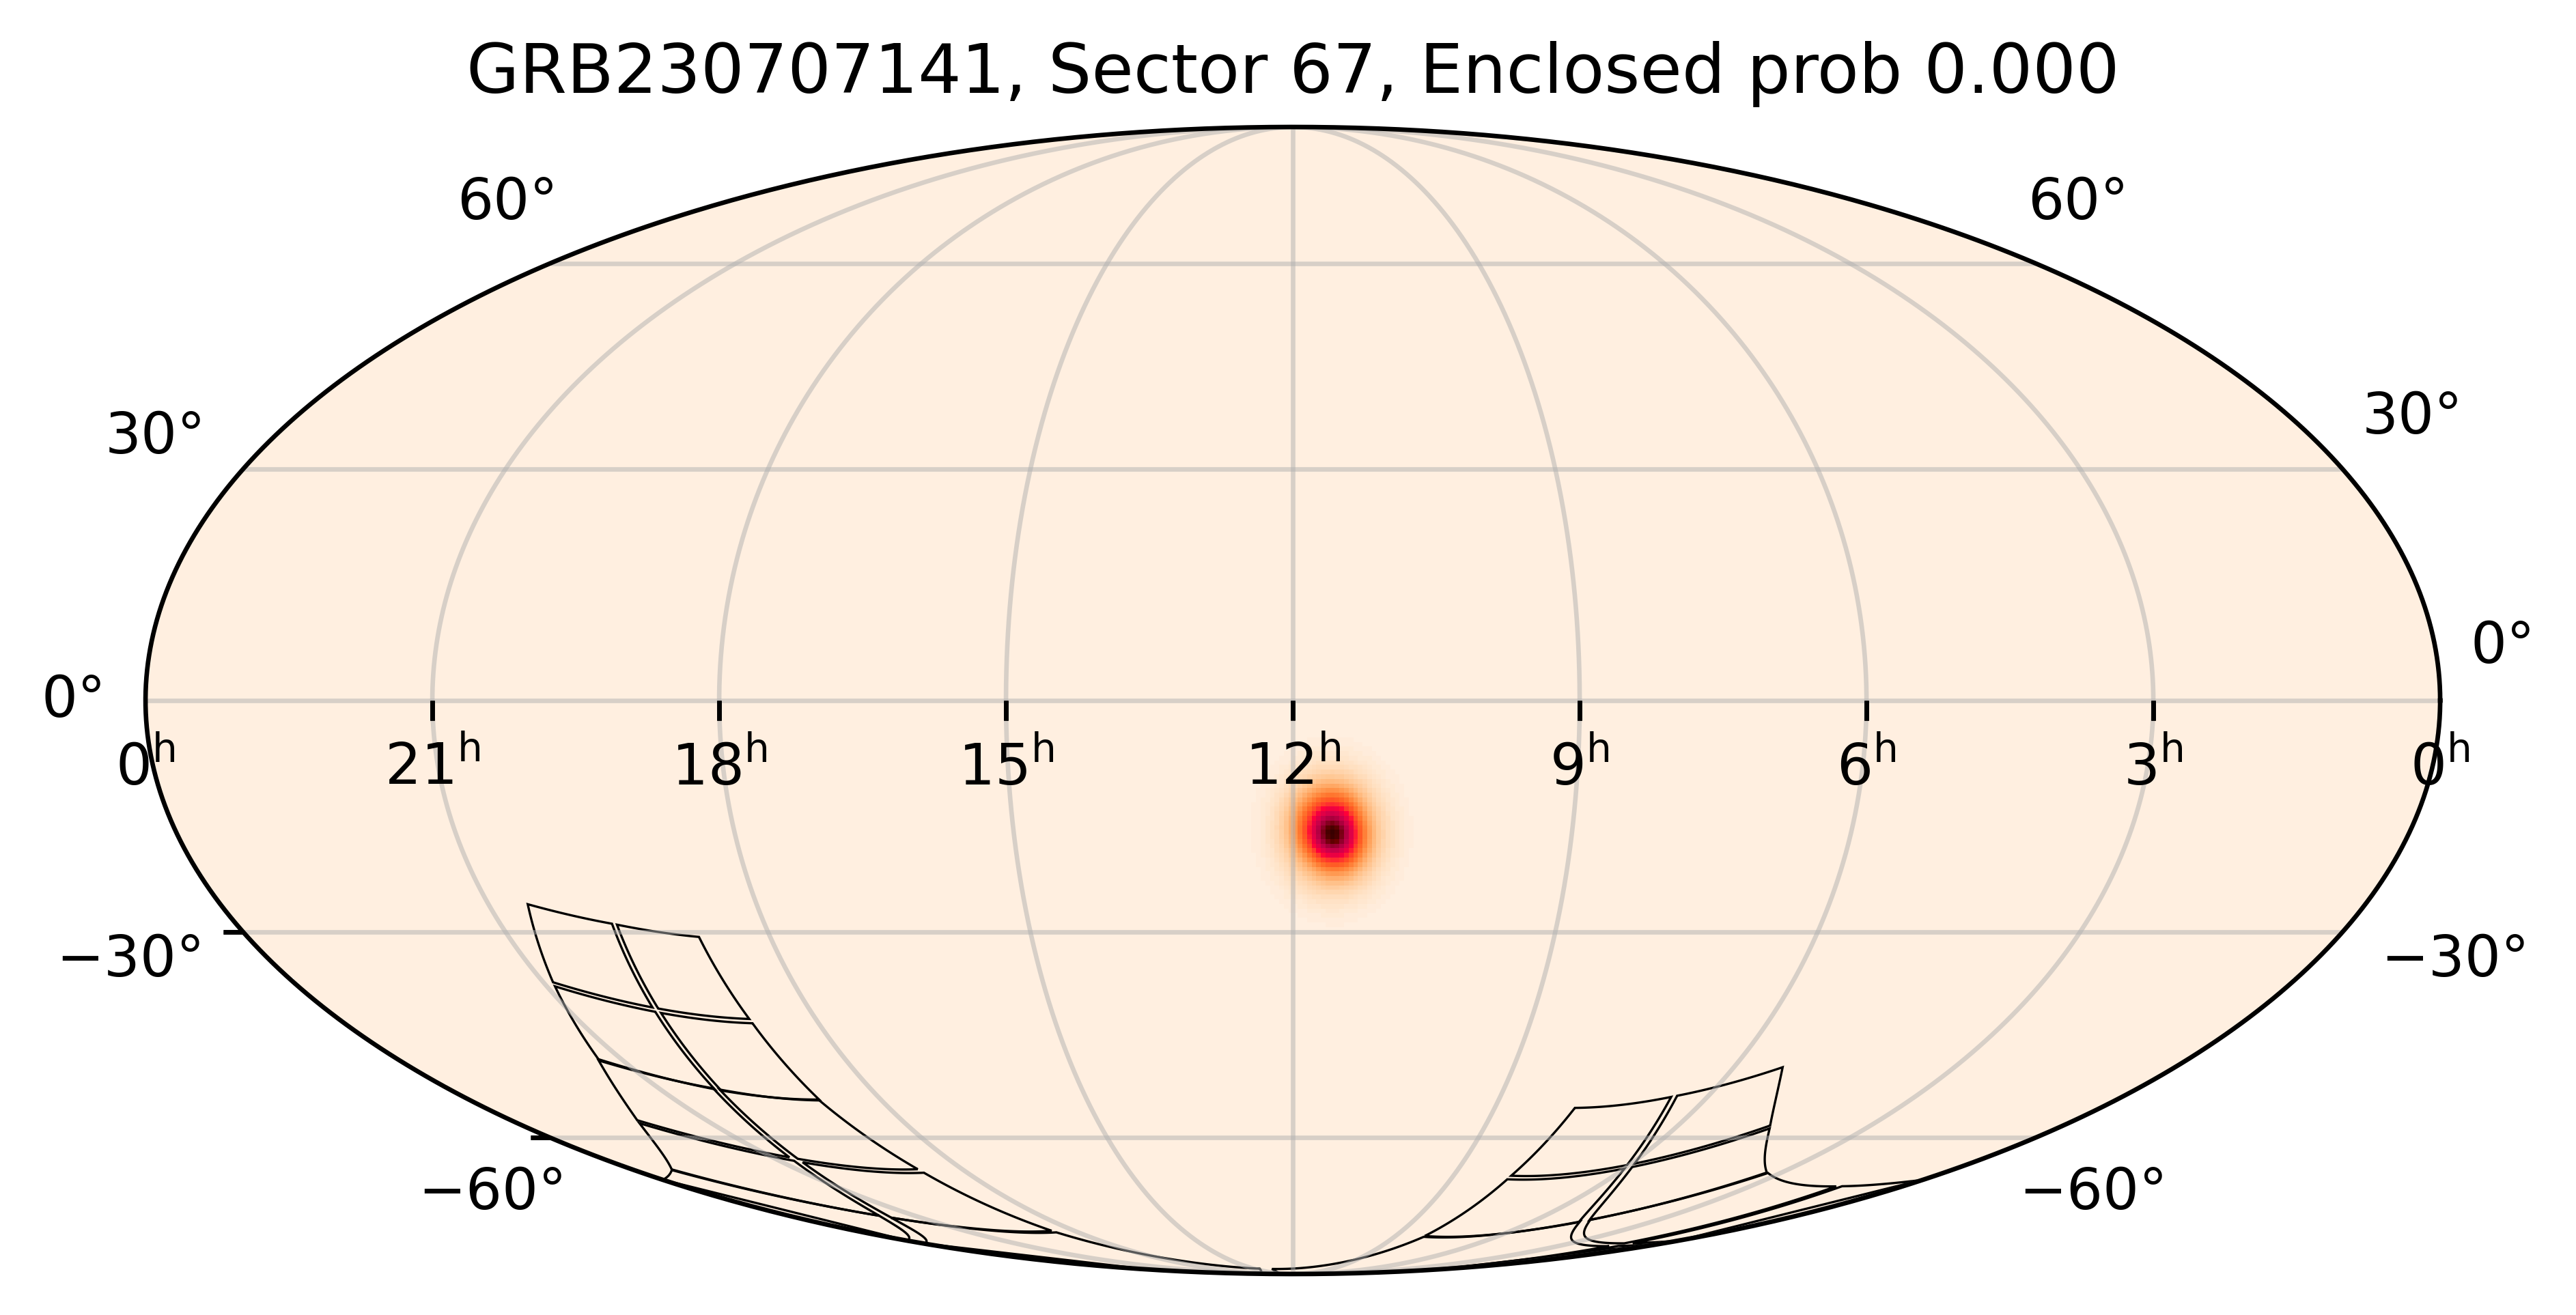 GRB230707141, Sector 67, Enclosed prob 0.000
60° 60°
30° 30°
0° 0°
0ʰ 21ʰ 18ʰ 15ʰ 12ʰ 9ʰ 6ʰ 3ʰ 0ʰ
−30° −30°
−60° −60°